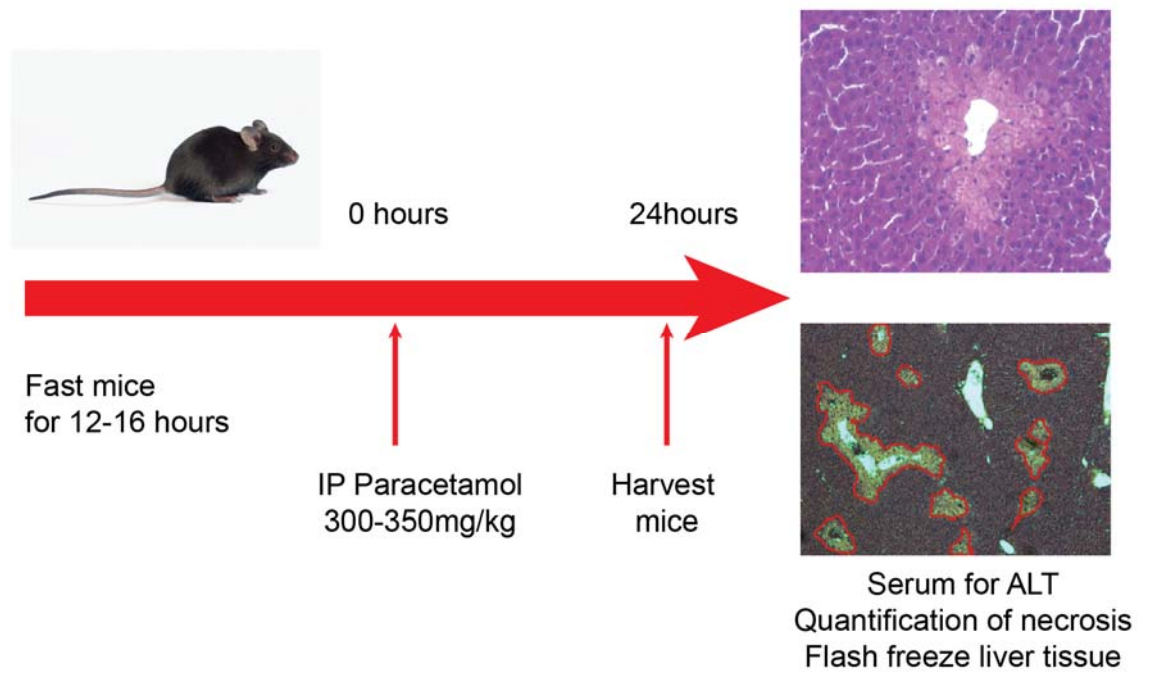 0 hours
24hours
Fast mice
for 12-16 hours
IP Paracetamol
300-350mg/kg
Harvest
mice
Serum for ALT
Quantification of necrosis
Flash freeze liver tissue